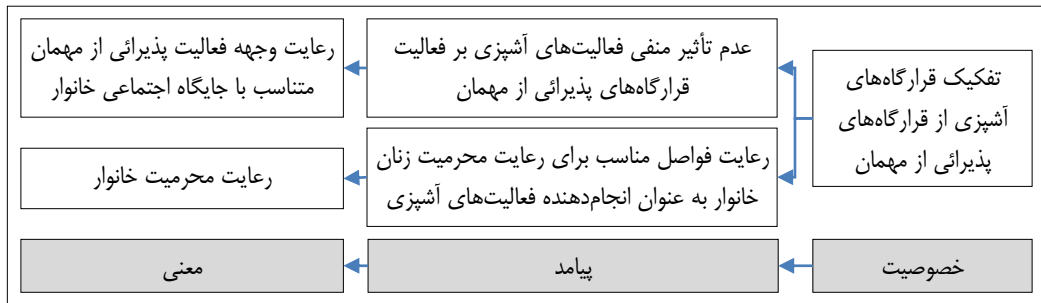 تفکیک قرارگاه‌های
آشپزی از قرارگاه‌های
پذیرائی از مهمان
عدم تأثیر منفی فعالیت‌های آشپزی بر فعالیت
قرارگاه‌های پذیرائی از مهمان
رعایت وجهه فعالیت پذیرائی از مهمان
متناسب با جایگاه اجتماعی خانوار
رعایت فواصل مناسب برای رعایت محرمیت زنان
خانوار به عنوان انجام‌دهنده فعالیت‌های آشپزی
رعایت محرمیت خانوار
خصوصیت
پیامد
معنی